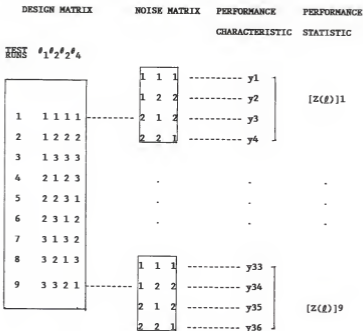 DESIGN MATRIX NOISE MATRIX PERFORMANCE PERFORMANCE
CHARACTERISTIC STATISTIC
TEST RUNS #1 #2 #2 #4
1 1 1 y1
1 2 2 y2 [Z(θ)]1
1 1 1 1 1 2 1 2 y3
2 1 2 2 2 2 2 1 y4
3 1 3 3 3
4 2 1 2 3
5 2 2 3 1
6 2 3 1 2
7 3 1 3 2
8 3 2 1 3
1 1 1 y33
9 3 3 2 1 1 2 2 y34
2 1 2 y35 [Z(θ)]9
2 2 1 y36